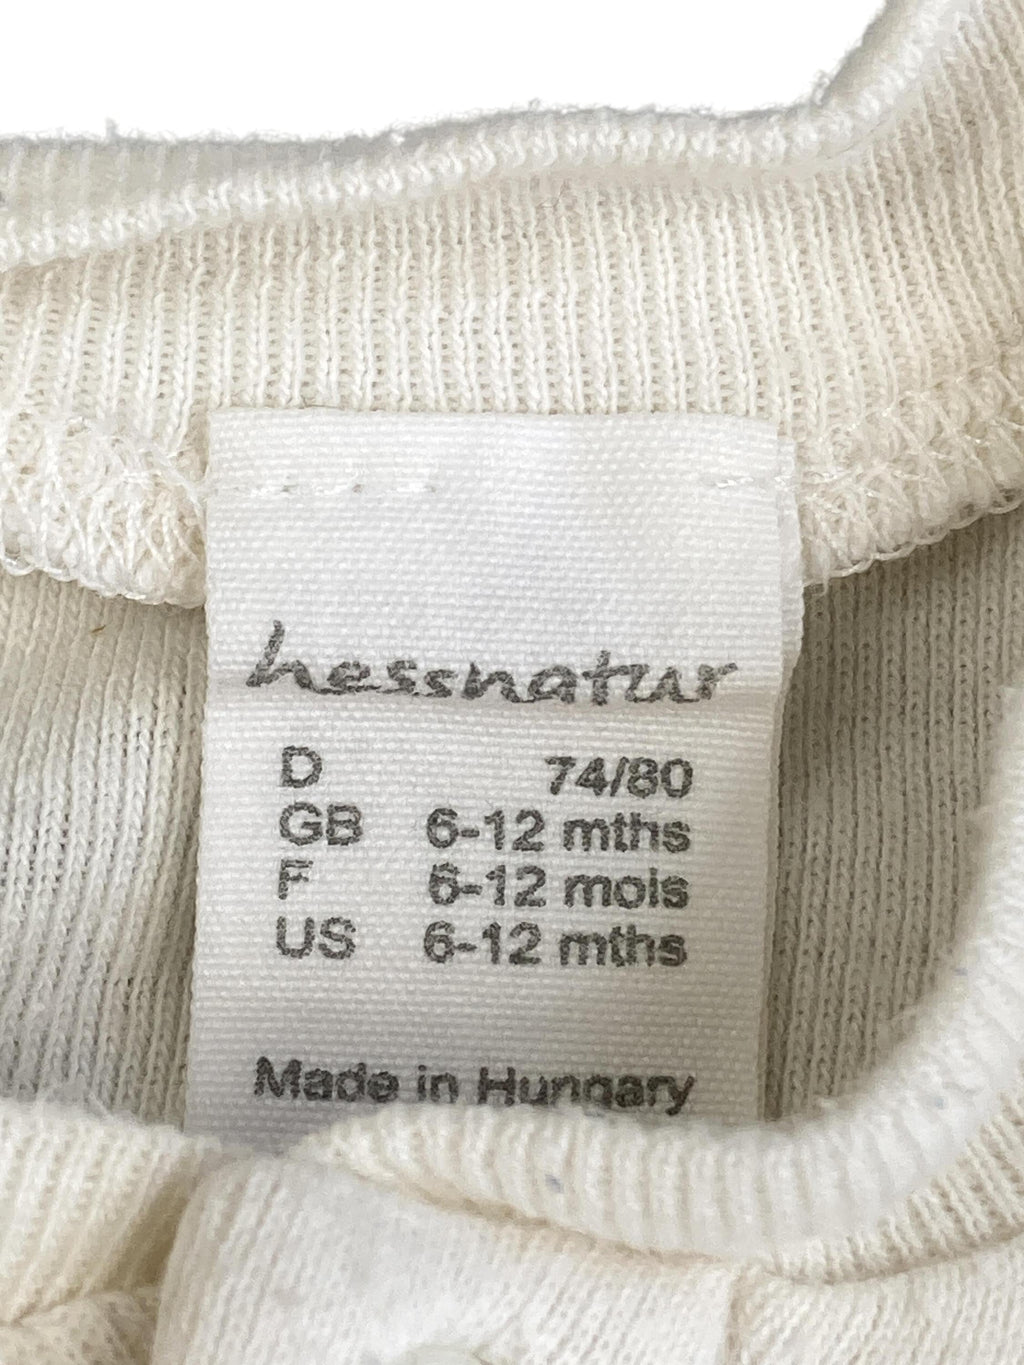 hessnatur
D 74/80
GB 6-12 mths
F 6-12 mois
US 6-12 mths
Made in Hungary